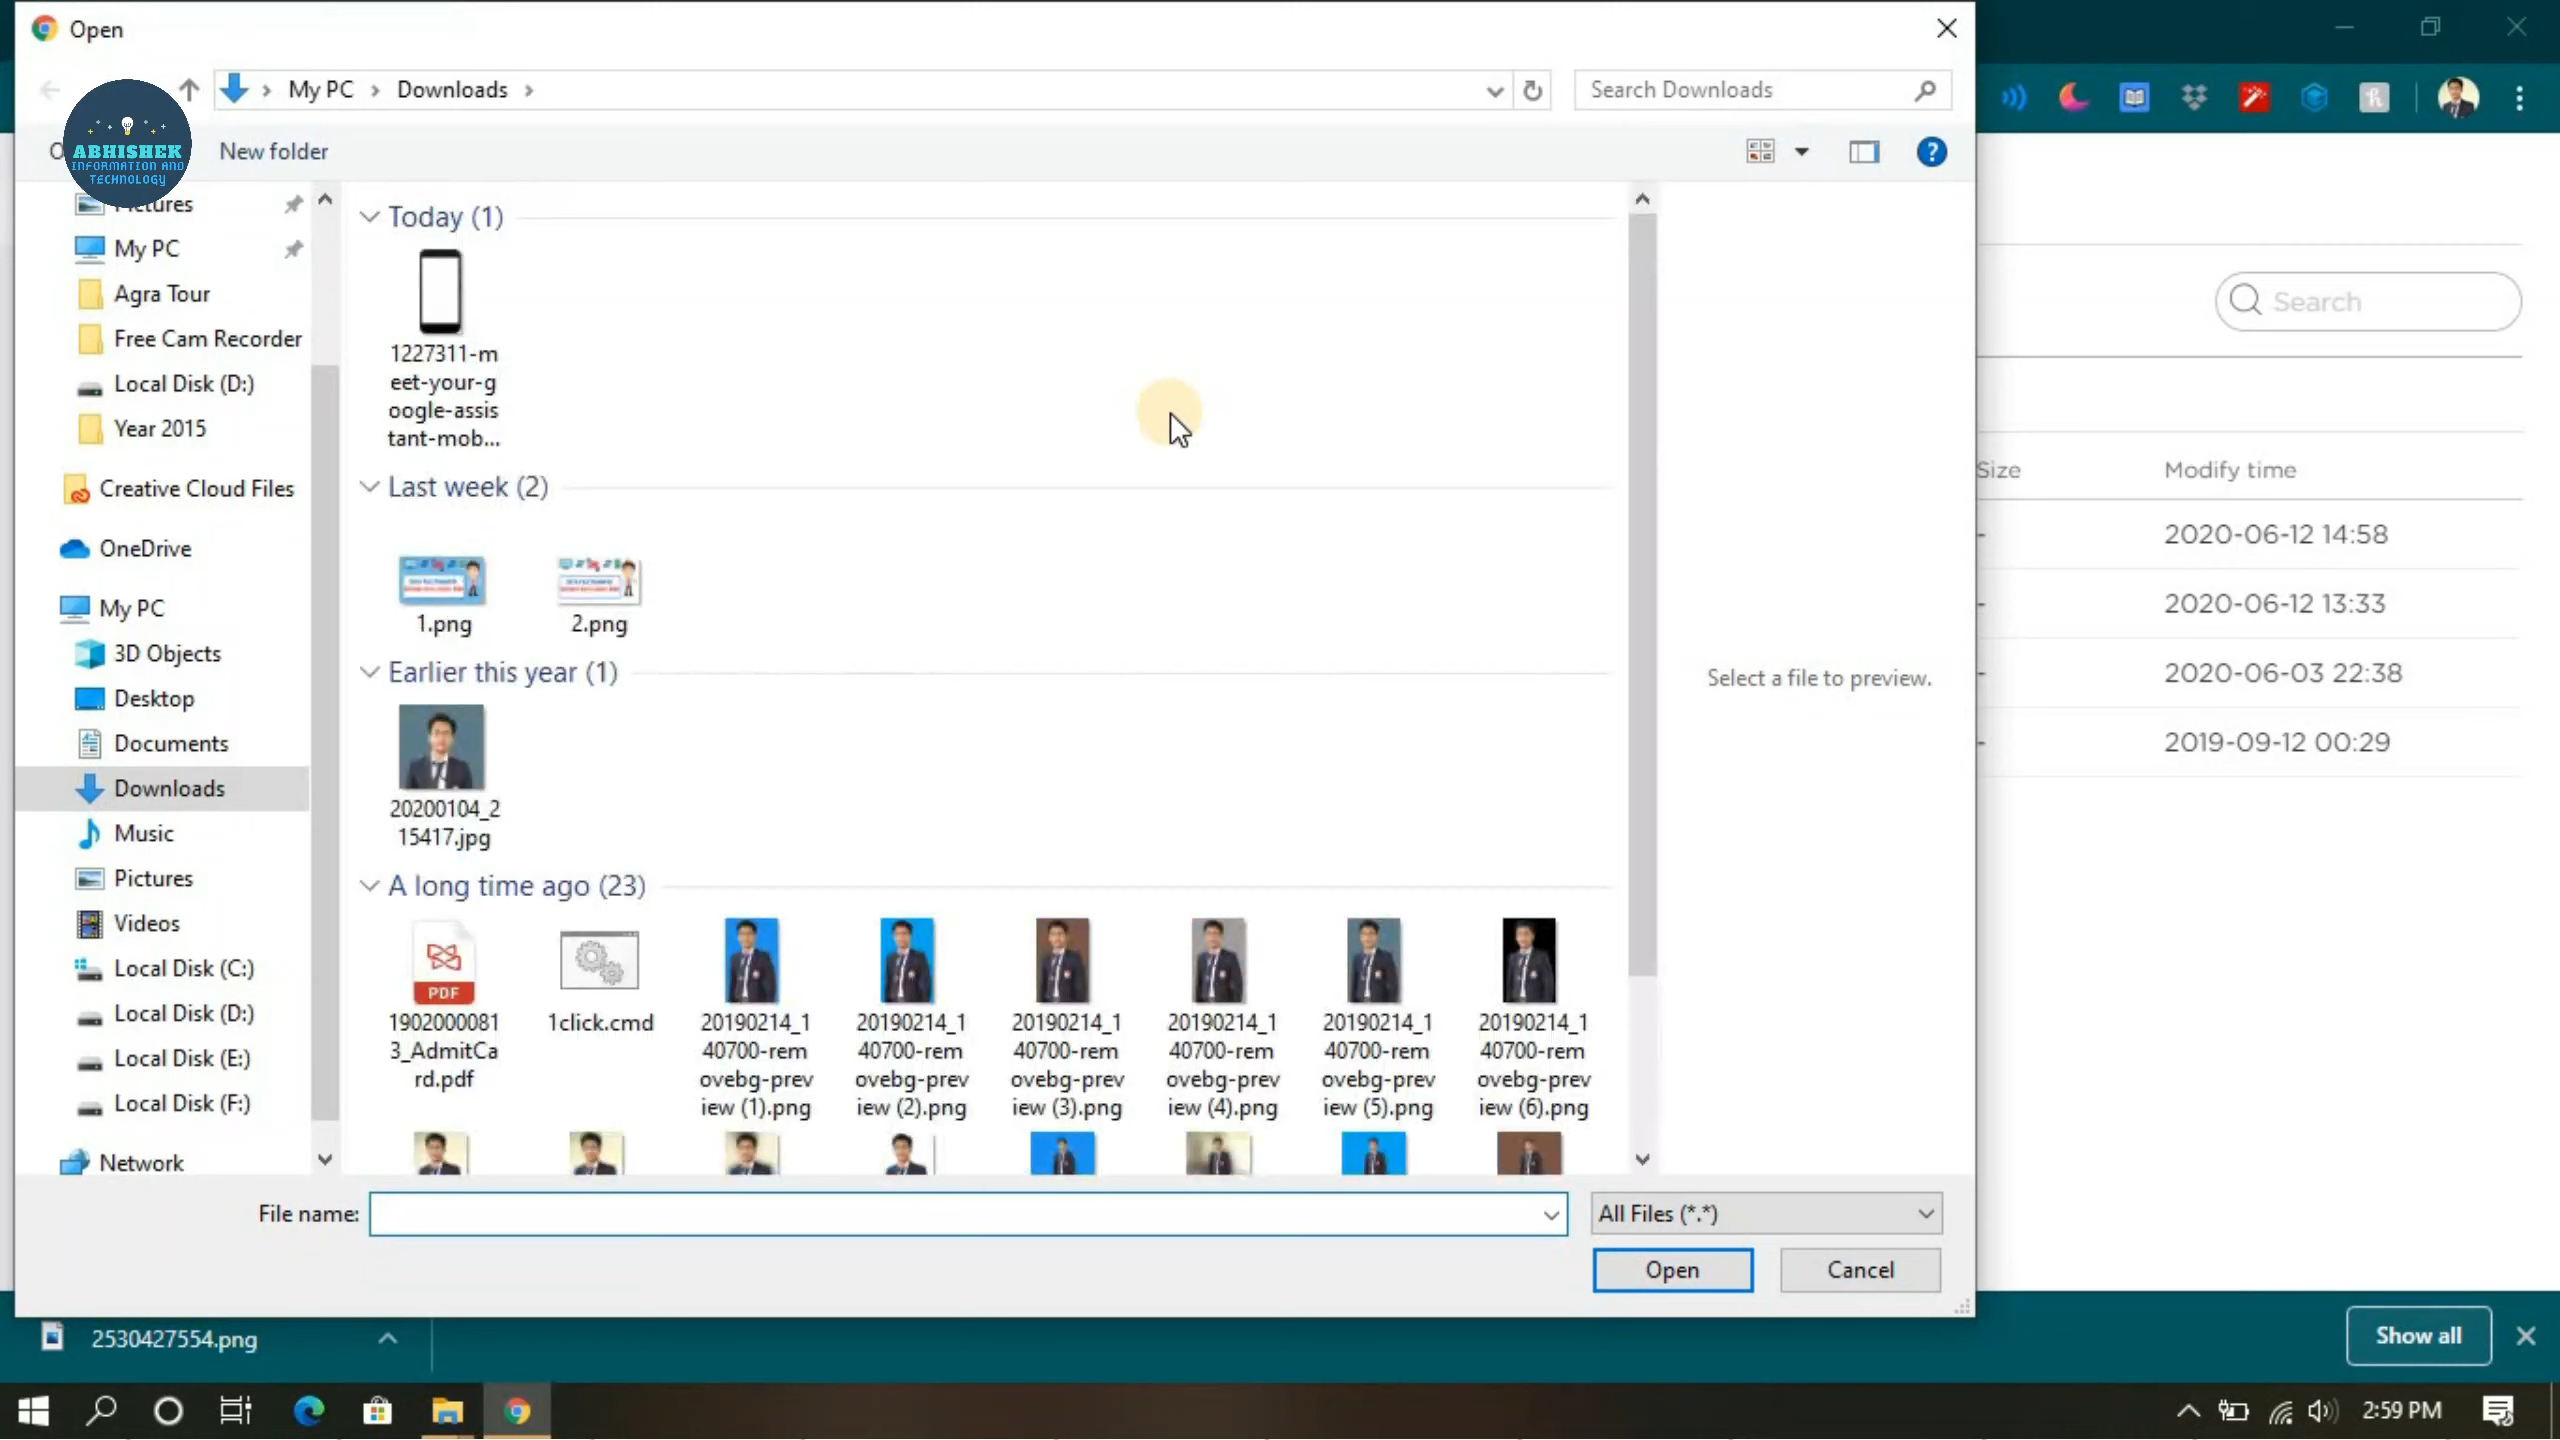 Open
My PC > Downloads >
Search Downloads
ABHISHEK
INFORMATION AND
TECHNOLOGY
New folder
Pictures
My PC
Agra Tour
Free Cam Recorder
Local Disk (D:)
Year 2015
Creative Cloud Files
OneDrive
My PC
3D Objects
Desktop
Documents
Downloads
Music
Pictures
Videos
Local Disk (C:)
Local Disk (D:)
Local Disk (E:)
Local Disk (F:)
Network
Today (1)
1227311-m
eet-your-g
oogle-assis
tant-mob...
Last week (2)
1.png
2.png
Earlier this year (1)
20200104_2
15417.jpg
A long time ago (23)
PDF
1902000081
3_AdmitCa
rd.pdf
1click.cmd
20190214_1
40700-rem
ovebg-prev
iew (1).png
20190214_1
40700-rem
ovebg-prev
iew (2).png
20190214_1
40700-rem
ovebg-prev
iew (3).png
20190214_1
40700-rem
ovebg-prev
iew (4).png
20190214_1
40700-rem
ovebg-prev
iew (5).png
20190214_1
40700-rem
ovebg-prev
iew (6).png
Select a file to preview.
File name:
All Files (*.*)
Open
Cancel
Search
Size
Modify time
- 2020-06-12 14:58
- 2020-06-12 13:33
- 2020-06-03 22:38
- 2019-09-12 00:29
2530427554.png
Show all
2:59 PM